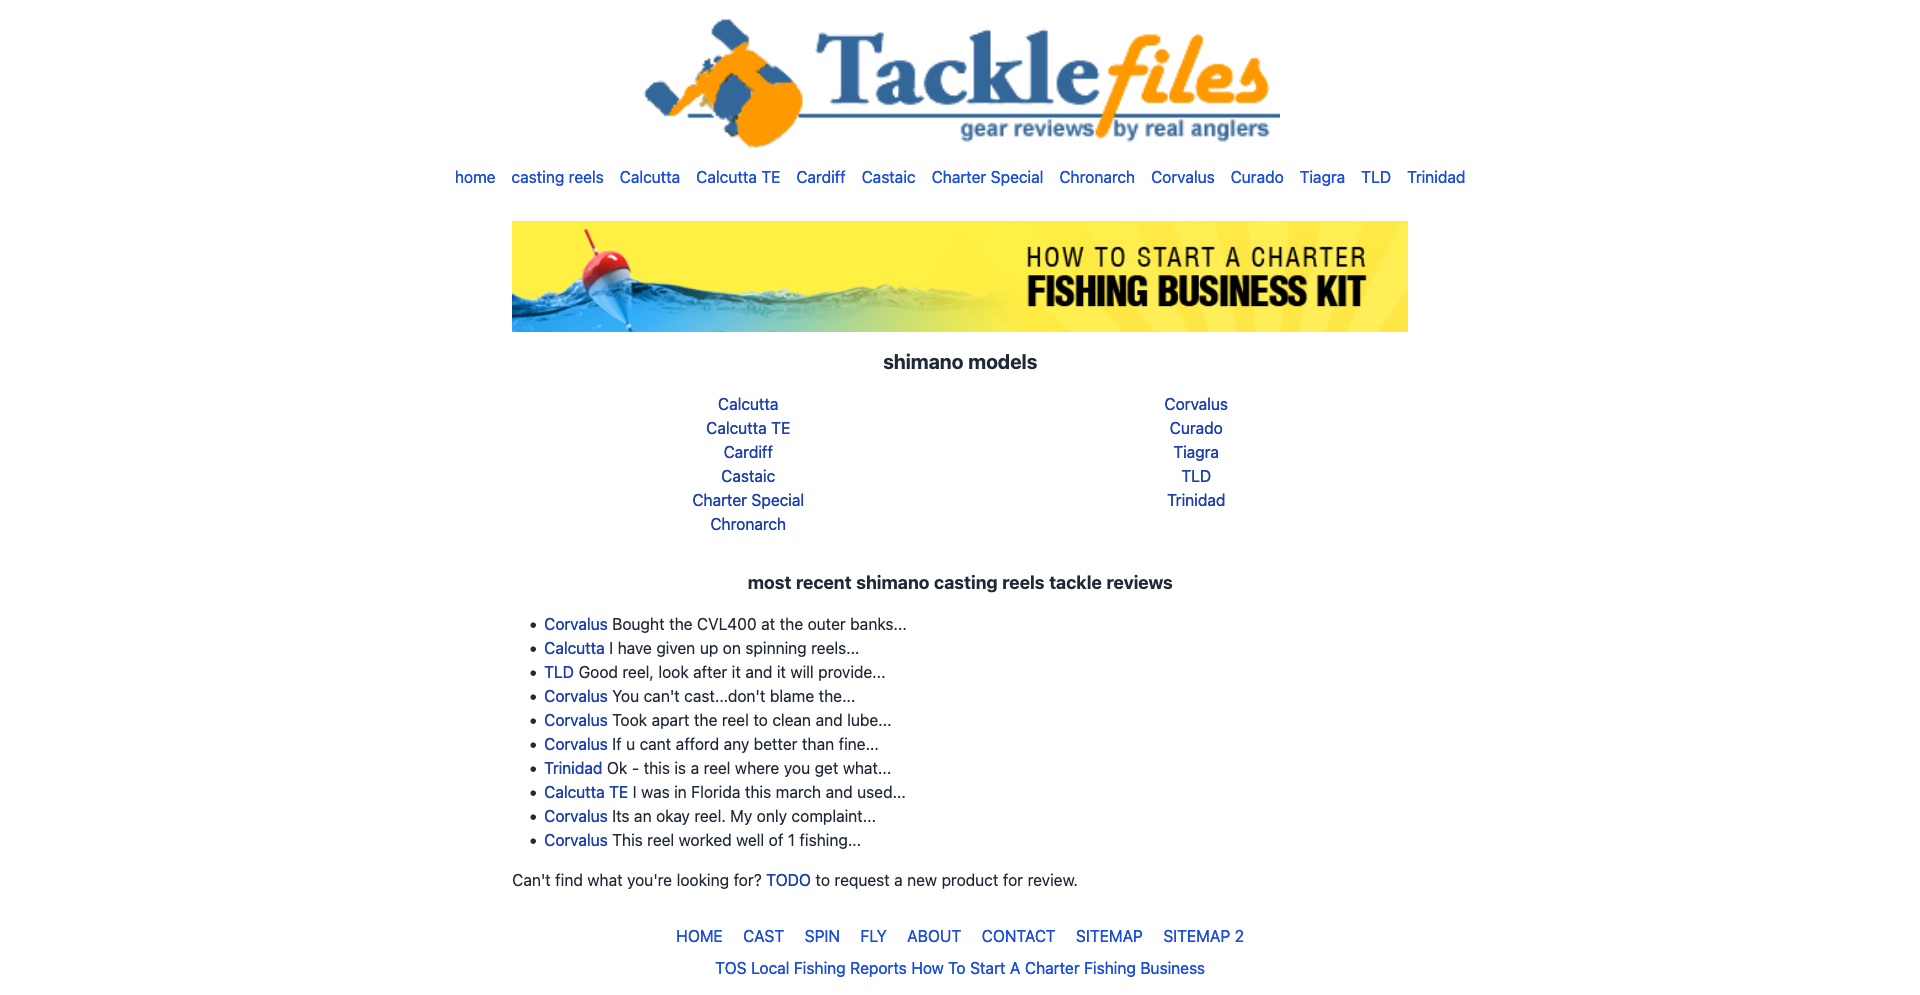 Tacklefiles
gear reviews by real anglers
home casting reels Calcutta Calcutta TE Cardiff Castaic Charter Special Chronarch Corvalus Curado Tiagra TLD Trinidad
HOW TO START A CHARTER
FISHING BUSINESS KIT
shimano models
Calcutta
Calcutta TE
Cardiff
Castaic
Charter Special
Chronarch
Corvalus
Curado
Tiagra
TLD
Trinidad
most recent shimano casting reels tackle reviews
• Corvalus Bought the CVL400 at the outer banks...
• Calcutta I have given up on spinning reels...
• TLD Good reel, look after it and it will provide...
• Corvalus You can't cast...don't blame the...
• Corvalus Took apart the reel to clean and lube...
• Corvalus If u cant afford any better than fine...
• Trinidad Ok - this is a reel where you get what...
• Calcutta TE I was in Florida this march and used...
• Corvalus Its an okay reel. My only complaint...
• Corvalus This reel worked well of 1 fishing...
Can't find what you're looking for? TODO to request a new product for review.
HOME CAST SPIN FLY ABOUT CONTACT SITEMAP SITEMAP 2
TOS Local Fishing Reports How To Start A Charter Fishing Business